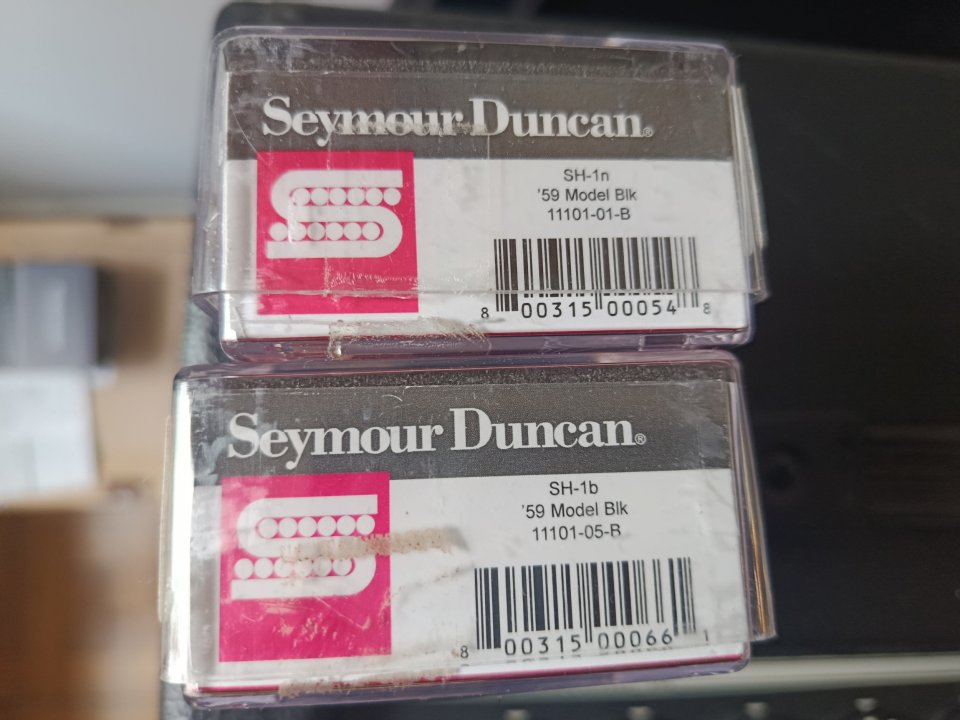 Seymour Duncan®
SH-1n
'59 Model Blk
11101-01-B
8 00315 00054 8
Seymour Duncan®
SH-1b
'59 Model Blk
11101-05-B
8 00315 00066 1